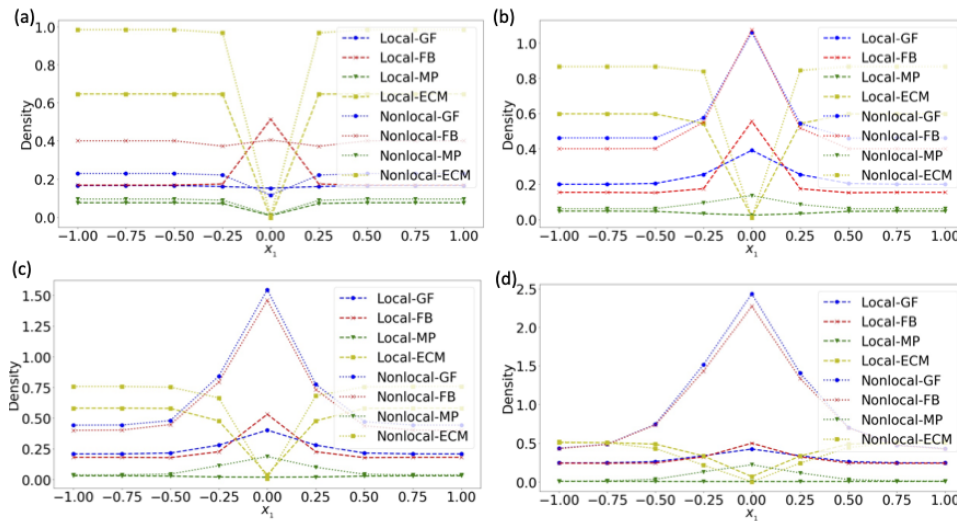 (a)
1.0
0.8
0.6
0.4
0.2
0.0
Density
Local-GF
Local-FB
Local-MP
Local-ECM
Nonlocal-GF
Nonlocal-FB
Nonlocal-MP
Nonlocal-ECM
−1.00 −0.75 −0.50 −0.25 0.00 0.25 0.50 0.75 1.00
x1
(b)
1.0
0.8
0.6
0.4
0.2
0.0
Density
Local-GF
Local-FB
Local-MP
Local-ECM
Nonlocal-GF
Nonlocal-FB
Nonlocal-MP
Nonlocal-ECM
−1.00 −0.75 −0.50 −0.25 0.00 0.25 0.50 0.75 1.00
x1
(c)
1.50
1.25
1.00
0.75
0.50
0.25
0.00
Density
Local-GF
Local-FB
Local-MP
Local-ECM
Nonlocal-GF
Nonlocal-FB
Nonlocal-MP
Nonlocal-ECM
−1.00 −0.75 −0.50 −0.25 0.00 0.25 0.50 0.75 1.00
x1
(d)
2.5
2.0
1.5
1.0
0.5
0.0
Density
Local-GF
Local-FB
Local-MP
Local-ECM
Nonlocal-GF
Nonlocal-FB
Nonlocal-MP
Nonlocal-ECM
−1.00 −0.75 −0.50 −0.25 0.00 0.25 0.50 0.75 1.00
x1